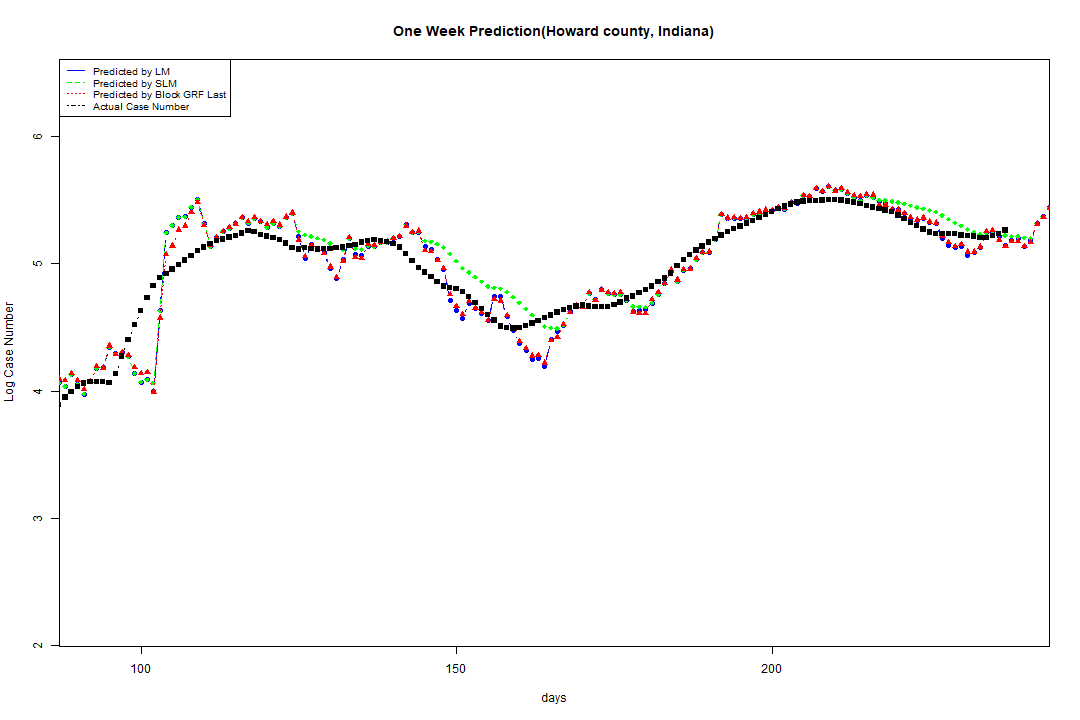 One Week Prediction(Howard county, Indiana)
Predicted by LM
Predicted by SLM
Predicted by Block GRF Last
Actual Case Number
6
5
4
3
2
Log Case Number
100 150 200
days